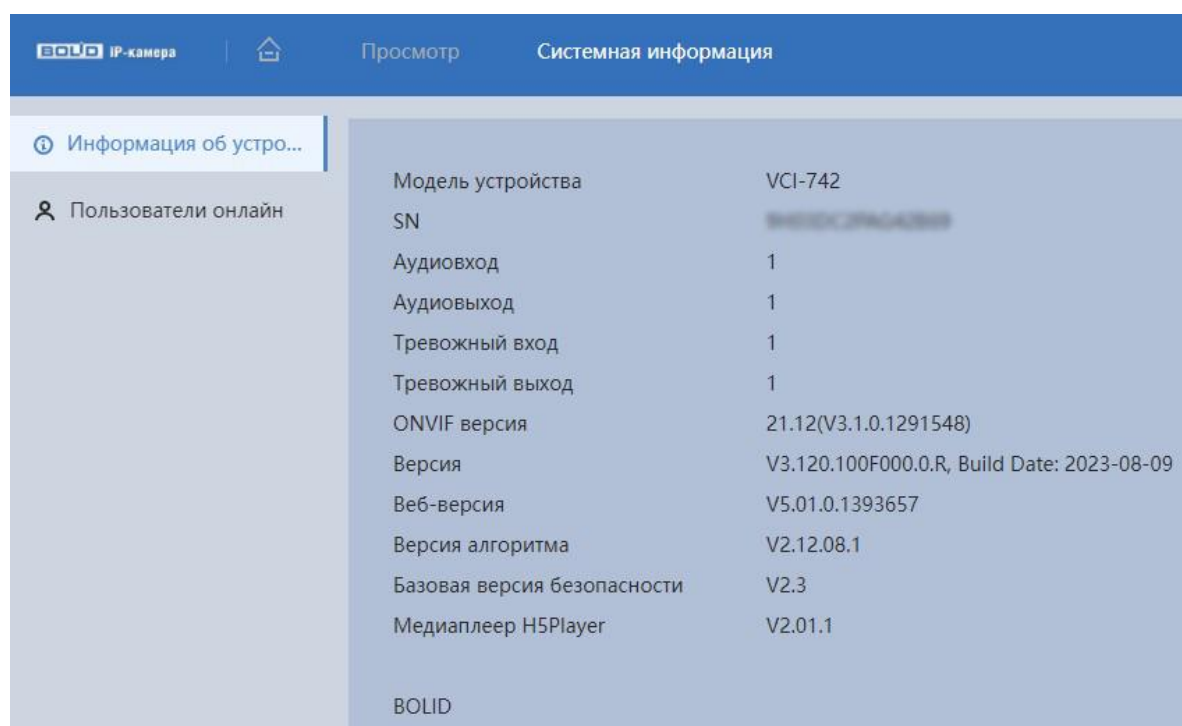 BOLID IP-камера Просмотр Системная информация
Информация об устро...
Пользователи онлайн
Модель устройства VCI-742
SN
Аудиовход 1
Аудиовыход 1
Тревожный вход 1
Тревожный выход 1
ONVIF версия 21.12(V3.1.0.1291548)
Версия V3.120.100F000.0.R, Build Date: 2023-08-09
Веб-версия V5.01.0.1393657
Версия алгоритма V2.12.08.1
Базовая версия безопасности V2.3
Медиаплеер H5Player V2.01.1
BOLID